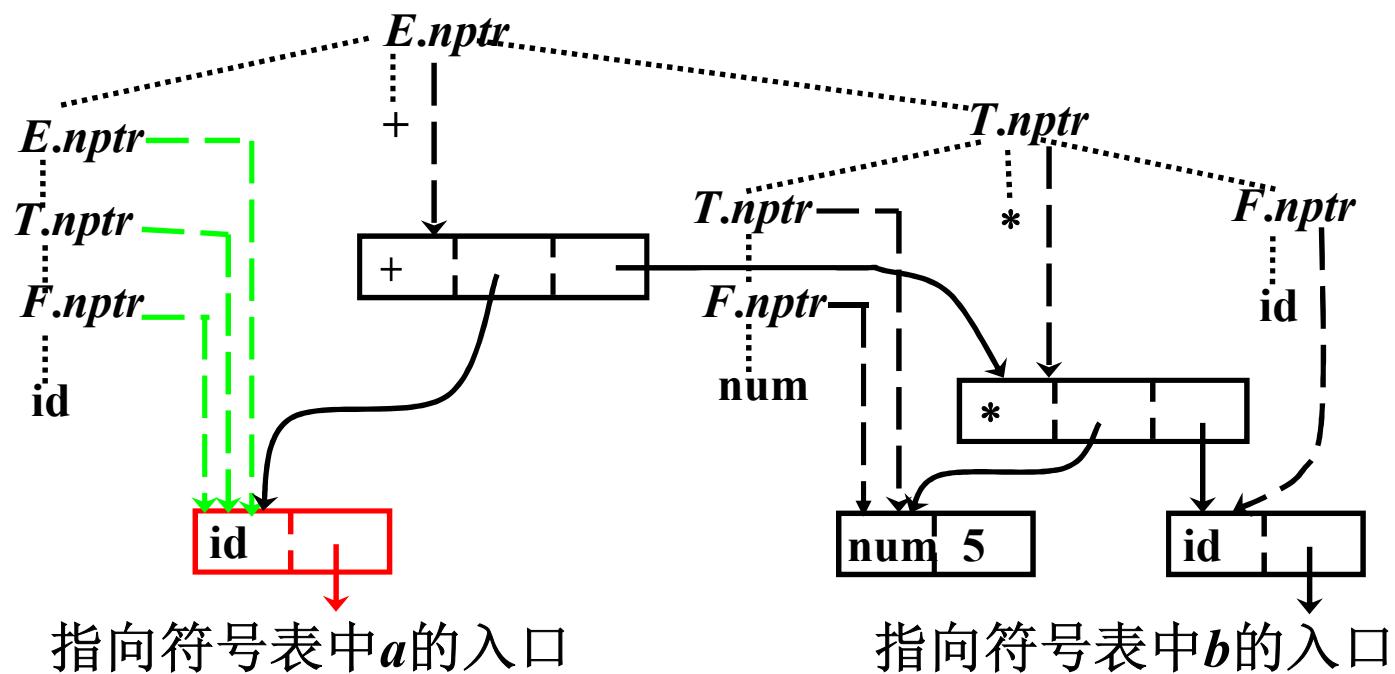 E.nptr
+
E.nptr
T.nptr
T.nptr
T.nptr
*
F.nptr
+
F.nptr
F.nptr
id
id
num
*
id
num 5
id
指向符号表中a的入口
指向符号表中b的入口